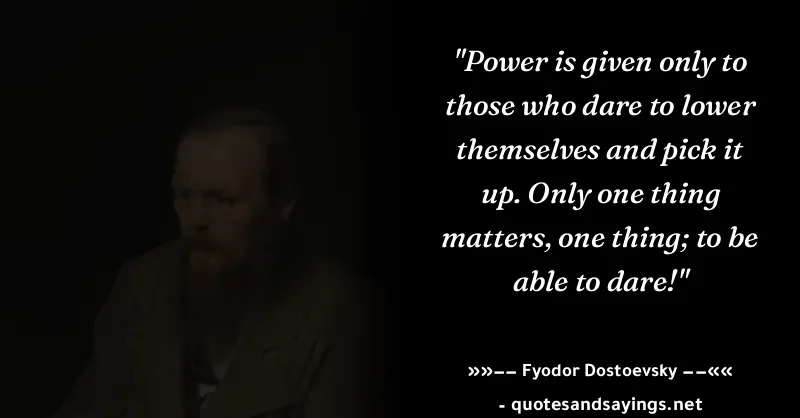 "Power is given only to
those who dare to lower
themselves and pick it
up. Only one thing
matters, one thing; to be
able to dare!"
»»–– Fyodor Dostoevsky ––««
- quotesandsayings.net